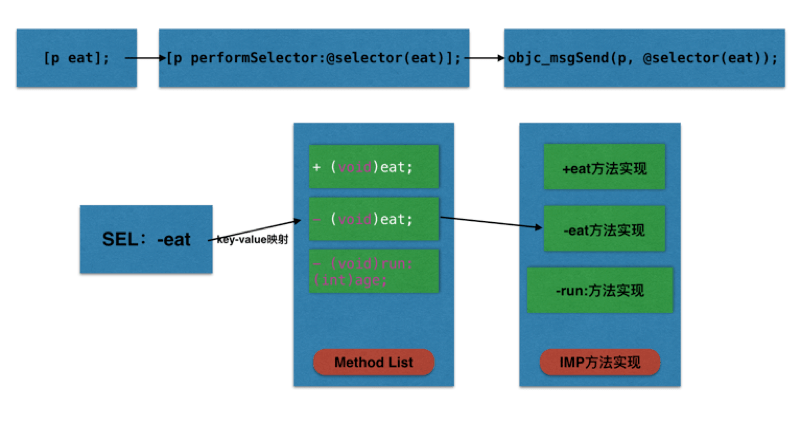 [p eat];
[p performSelector:@selector(eat)];
objc_msgSend(p, @selector(eat));
+ (void)eat;
- (void)eat;
- (void)run:
(int)age;
SEL：-eat
key-value映射
Method List
+eat方法实现
-eat方法实现
-run:方法实现
IMP方法实现